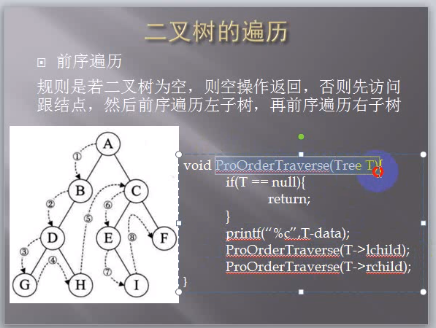 二叉树的遍历
前序遍历
规则是若二叉树为空，则空操作返回，否则先访问
跟结点，然后前序遍历左子树，再前序遍历右子树
A
①
B
C
②
⑤
⑥
D
E
F
③
④
⑧
⑦
G
H
I
void ProOrderTraverse(Tree T){
if(T == null){
return;
}
printf(“%c”,T-data);
ProOrderTraverse(T->lchild);
ProOrderTraverse(T->rchild);
}